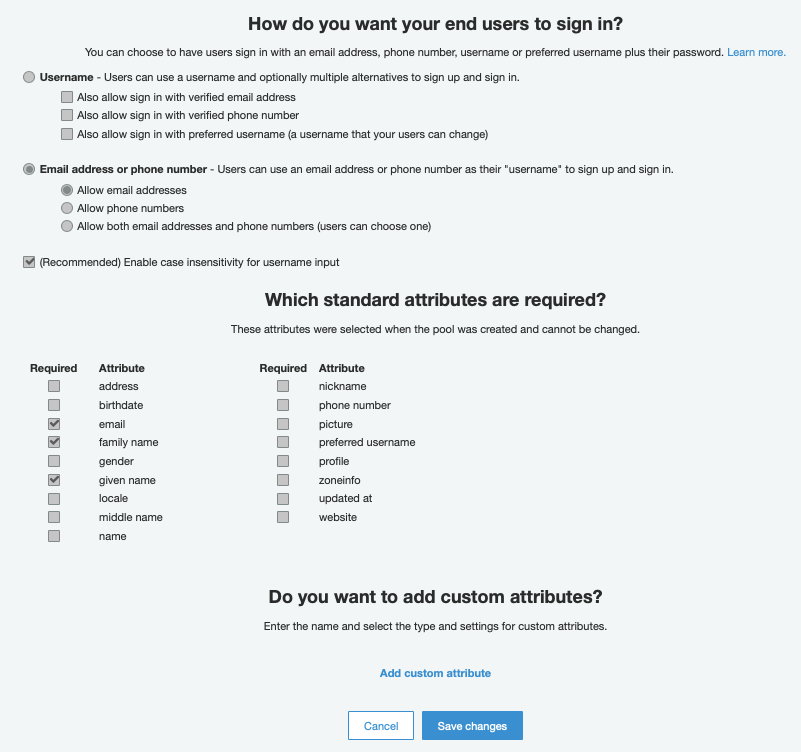 How do you want your end users to sign in?
You can choose to have users sign in with an email address, phone number, username or preferred username plus their password. Learn more.
Username - Users can use a username and optionally multiple alternatives to sign up and sign in.
Also allow sign in with verified email address
Also allow sign in with verified phone number
Also allow sign in with preferred username (a username that your users can change)
Email address or phone number - Users can use an email address or phone number as their "username" to sign up and sign in.
Allow email addresses
Allow phone numbers
Allow both email addresses and phone numbers (users can choose one)
(Recommended) Enable case insensitivity for username input
Which standard attributes are required?
These attributes were selected when the pool was created and cannot be changed.
Required Attribute
address
birthdate
email
family name
gender
given name
locale
middle name
name
Required Attribute
nickname
phone number
picture
preferred username
profile
zoneinfo
updated at
website
Do you want to add custom attributes?
Enter the name and select the type and settings for custom attributes.
Add custom attribute
Cancel Save changes